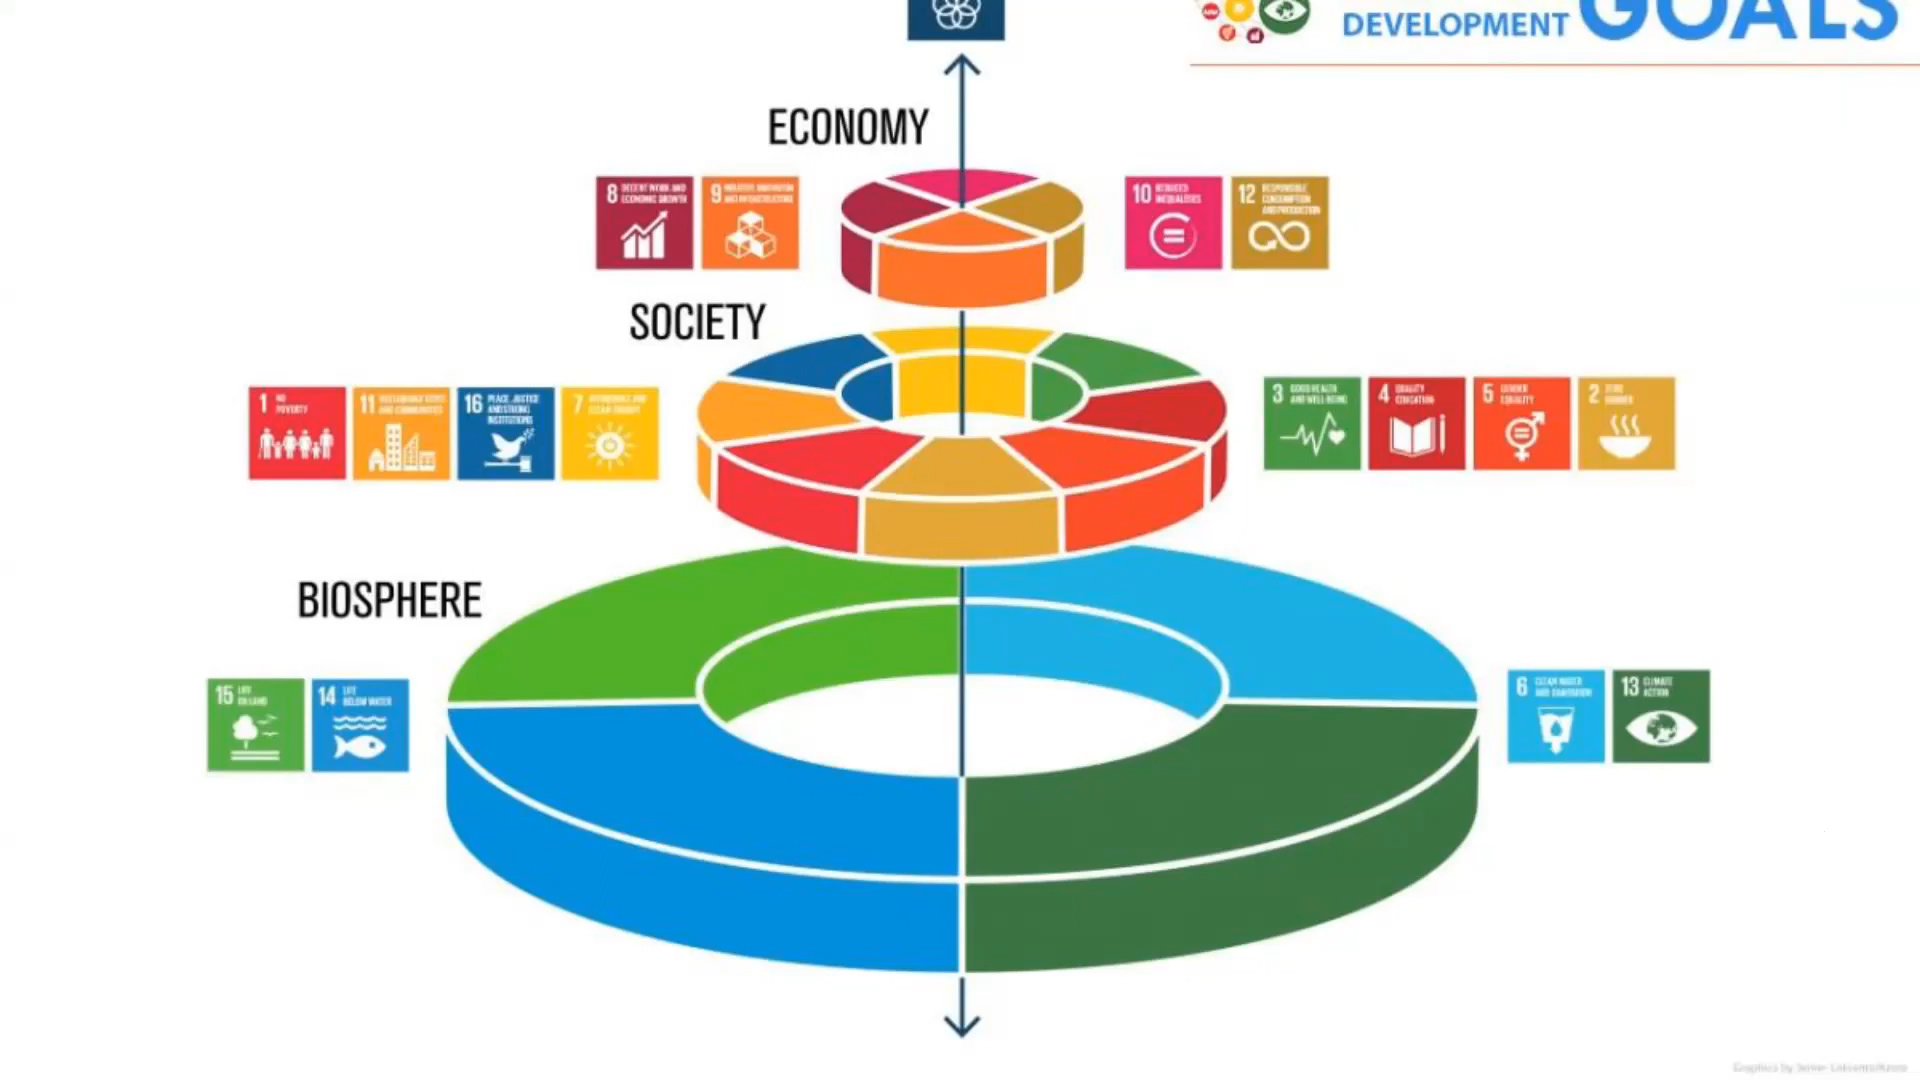 DEVELOPMENT GOALS
ECONOMY
8 DECENT WORK AND
ECONOMIC GROWTH
9 INDUSTRY, INNOVATION
AND INFRASTRUCTURE
10 REDUCED
INEQUALITIES
12 RESPONSIBLE
CONSUMPTION
AND PRODUCTION
SOCIETY
1 NO
POVERTY
11 SUSTAINABLE CITIES
AND COMMUNITIES
16 PEACE, JUSTICE
AND STRONG
INSTITUTIONS
7 AFFORDABLE AND
CLEAN ENERGY
3 GOOD HEALTH
AND WELL-BEING
4 QUALITY
EDUCATION
5 GENDER
EQUALITY
2 ZERO
HUNGER
BIOSPHERE
15 LIFE
ON LAND
14 LIFE
BELOW WATER
6 CLEAN WATER
AND SANITATION
13 CLIMATE
ACTION
Graphics by